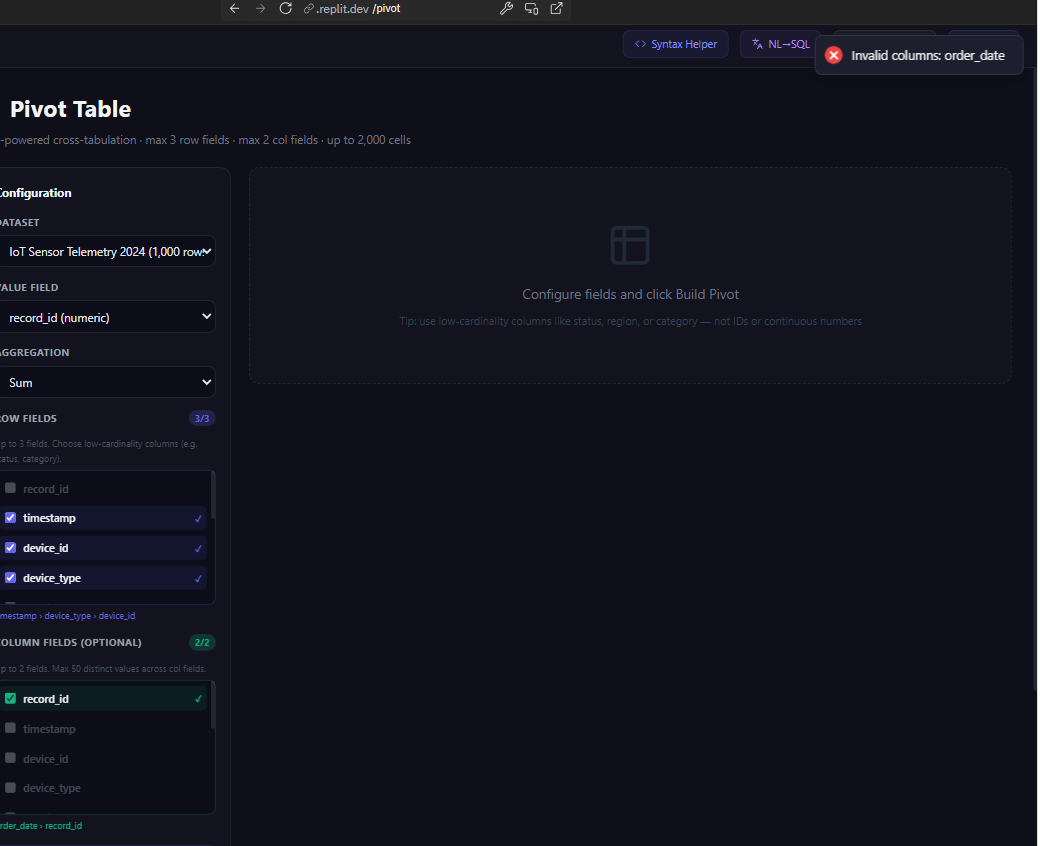 .replit.dev /pivot
Syntax Helper
NL→SQL
Invalid columns: order_date
Pivot Table
-powered cross-tabulation · max 3 row fields · max 2 col fields · up to 2,000 cells
Configuration
DATASET
IoT Sensor Telemetry 2024 (1,000 rows
VALUE FIELD
record_id (numeric)
AGGREGATION
Sum
ROW FIELDS
3/3
Up to 3 fields. Choose low-cardinality columns (e.g.
status, category).
record_id
timestamp ✓
device_id ✓
device_type ✓
timestamp › device_type › device_id
COLUMN FIELDS (OPTIONAL)
2/2
Up to 2 fields. Max 50 distinct values across col fields.
record_id ✓
timestamp
device_id
device_type
order_date › record_id
Configure fields and click Build Pivot
Tip: use low-cardinality columns like status, region, or category — not IDs or continuous numbers